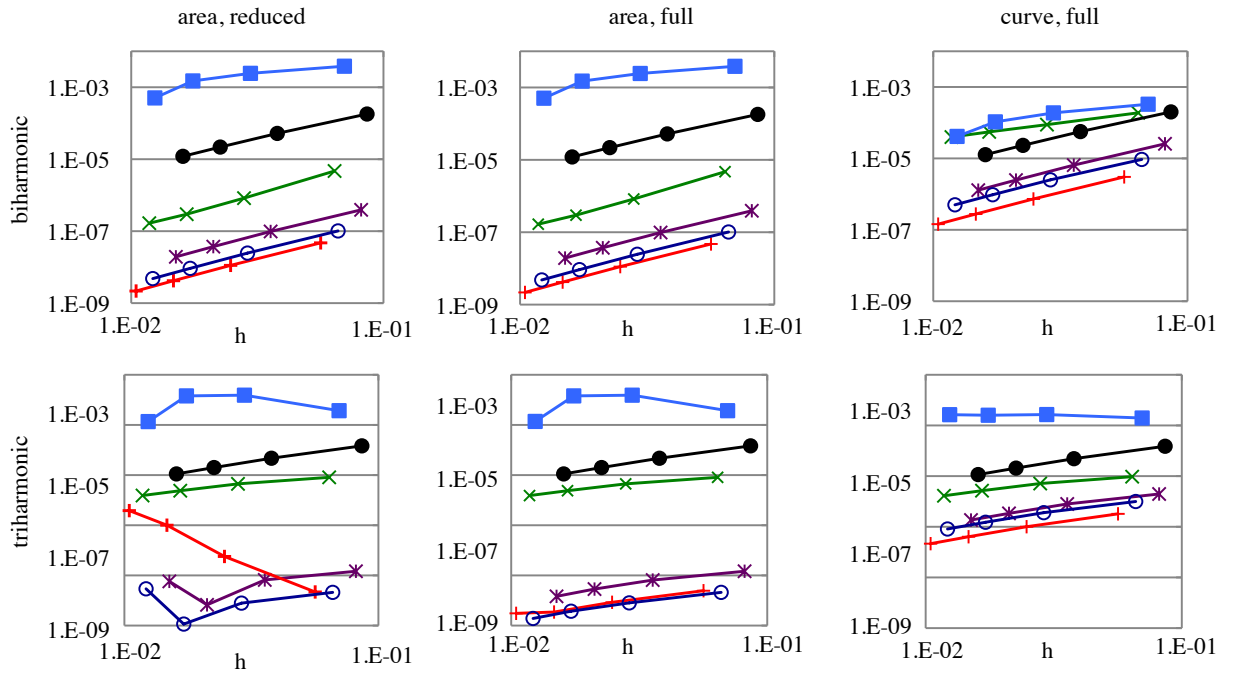 area, reduced
area, full
curve, full
biharmonic
1.E-03
1.E-05
1.E-07
1.E-09
1.E-02
h
1.E-01
1.E-03
1.E-05
1.E-07
1.E-09
1.E-02
h
1.E-01
1.E-03
1.E-05
1.E-07
1.E-09
1.E-02
h
1.E-01
triharmonic
1.E-03
1.E-05
1.E-07
1.E-09
1.E-02
h
1.E-01
1.E-03
1.E-05
1.E-07
1.E-09
1.E-02
h
1.E-01
1.E-03
1.E-05
1.E-07
1.E-09
1.E-02
h
1.E-01